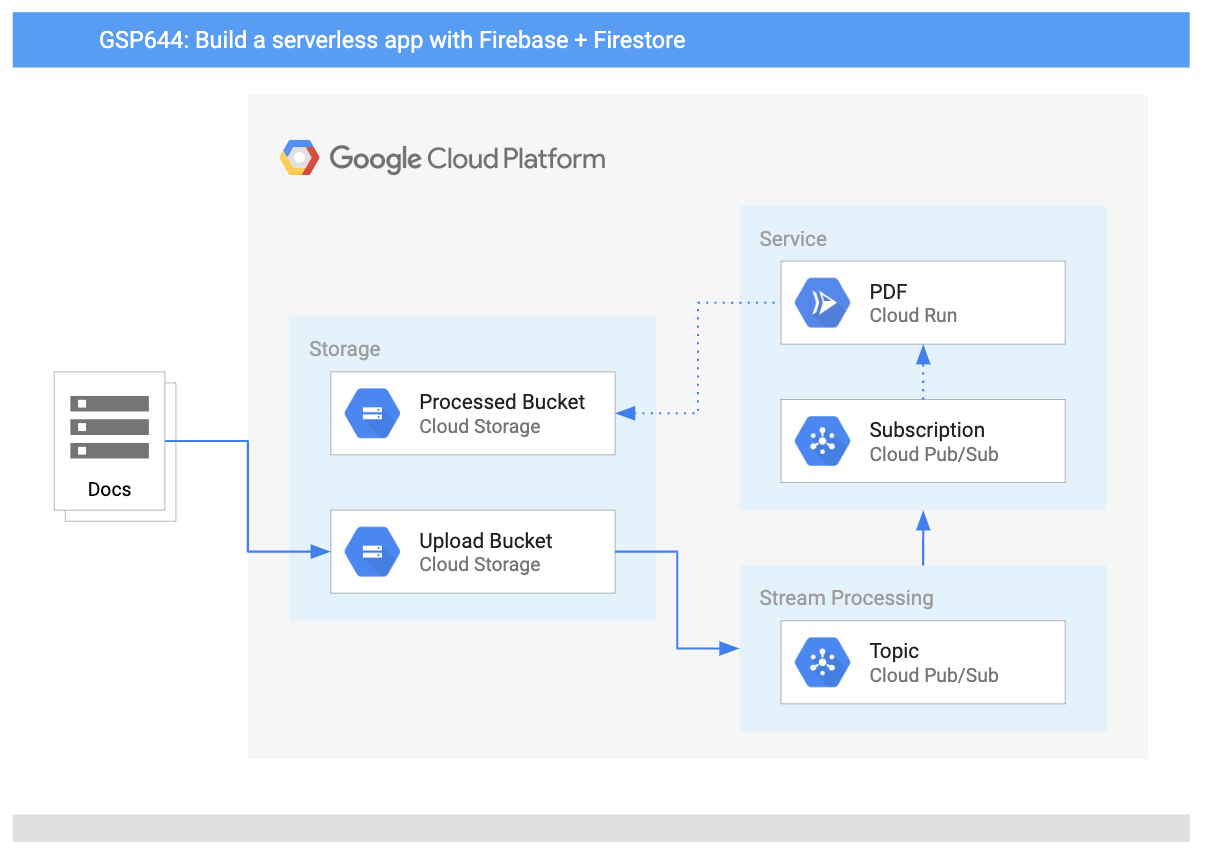 GSP644: Build a serverless app with Firebase + Firestore
Google Cloud Platform
Service
PDF
Cloud Run
Storage
Processed Bucket
Cloud Storage
Subscription
Cloud Pub/Sub
Docs
Upload Bucket
Cloud Storage
Stream Processing
Topic
Cloud Pub/Sub